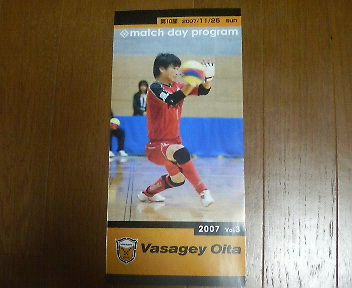 第10節 2007/11/25 sun
match day program
2007 Vol.3
Vasagey Oita